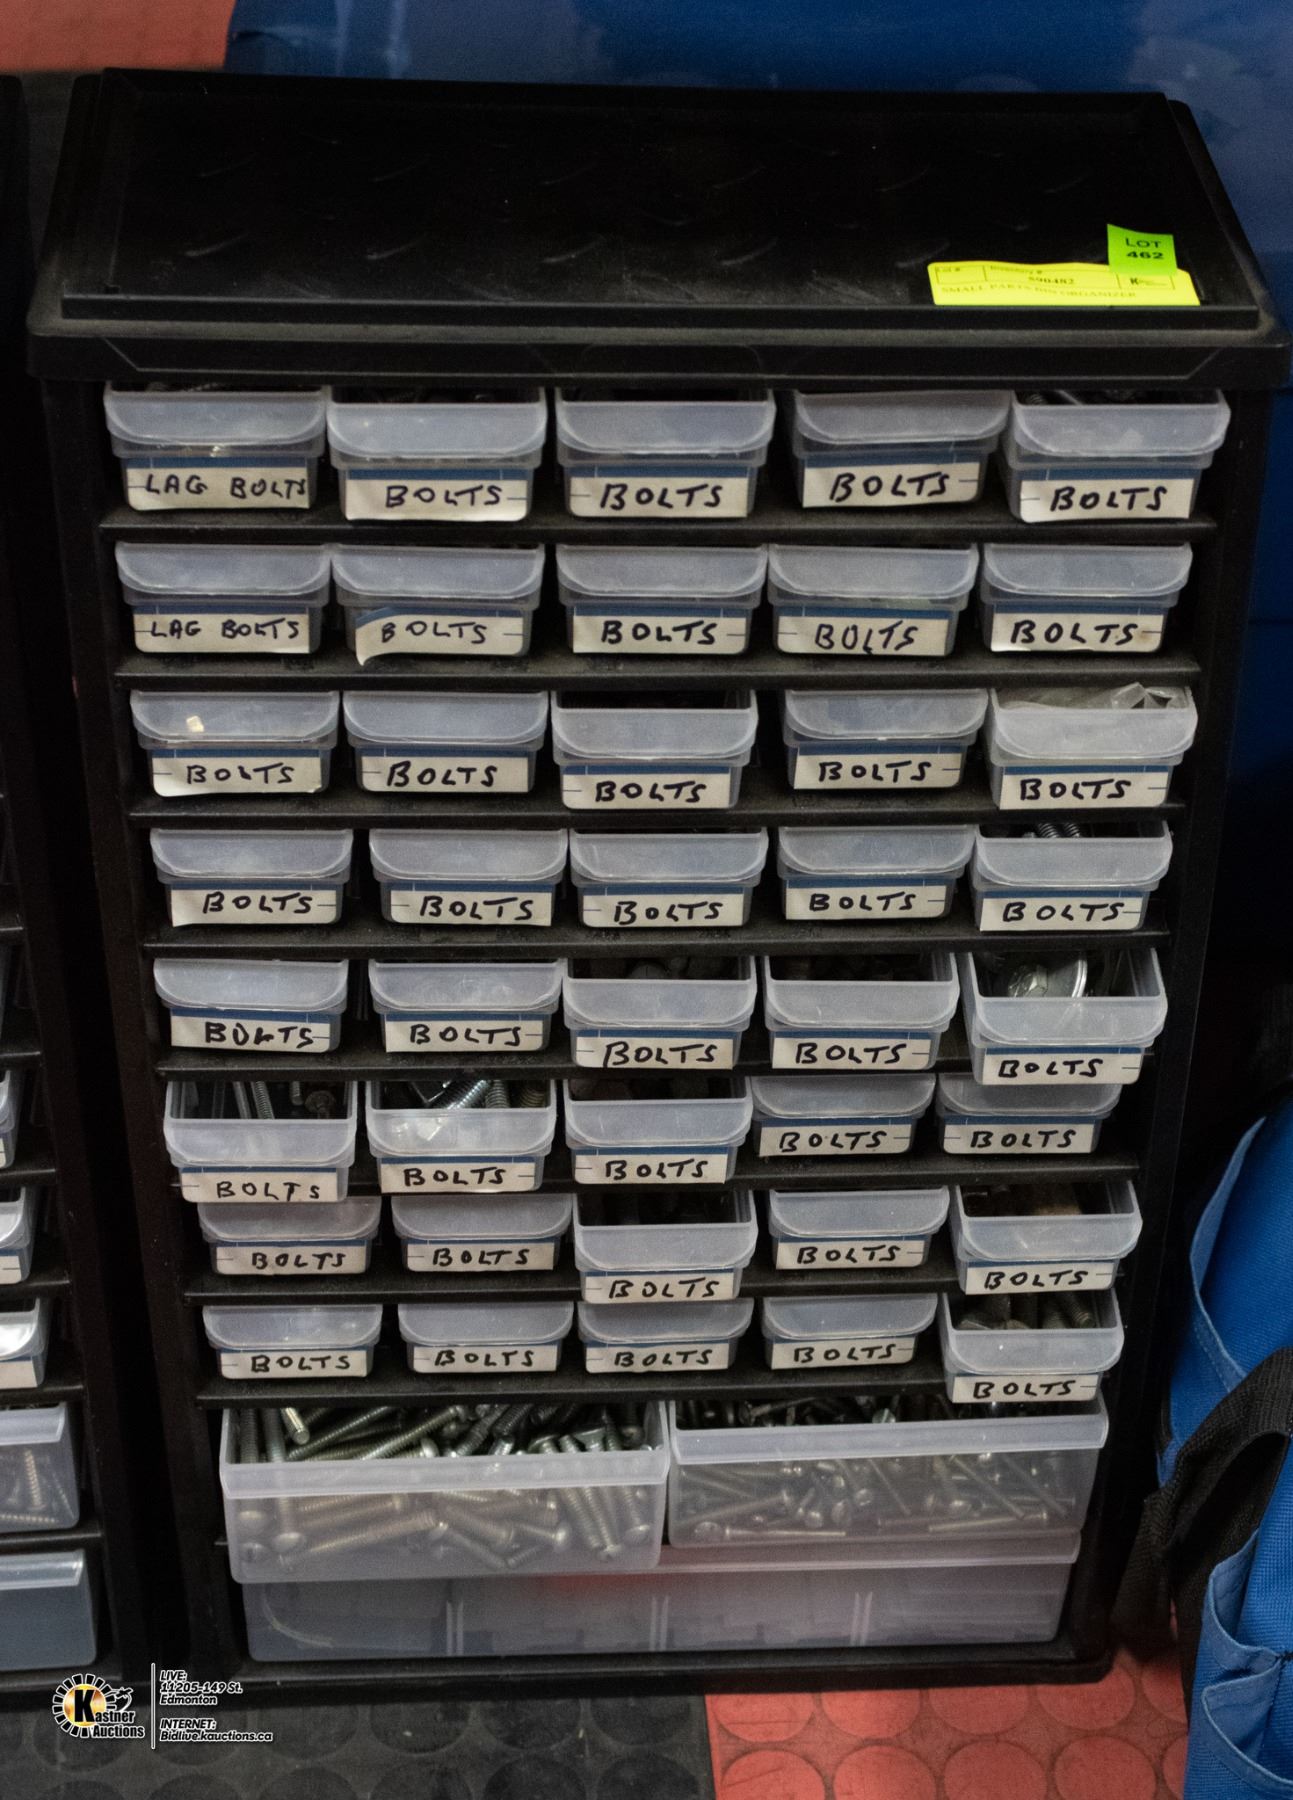 LOT
462
Lot #: Inventory #
590482
SMALL PARTS BIN ORGANIZER
LAG BOLTS BOLTS BOLTS BOLTS BOLTS
LAG BOLTS BOLTS BOLTS BOLTS BOLTS
BOLTS BOLTS BOLTS BOLTS BOLTS
BOLTS BOLTS BOLTS BOLTS BOLTS
BOLTS BOLTS BOLTS BOLTS BOLTS
BOLTS BOLTS BOLTS BOLTS BOLTS
BOLTS BOLTS BOLTS BOLTS BOLTS
BOLTS BOLTS BOLTS BOLTS BOLTS
Kastner
Auctions
LIVE:
11205-149 St.
Edmonton
INTERNET:
Bidlive.kauctions.ca